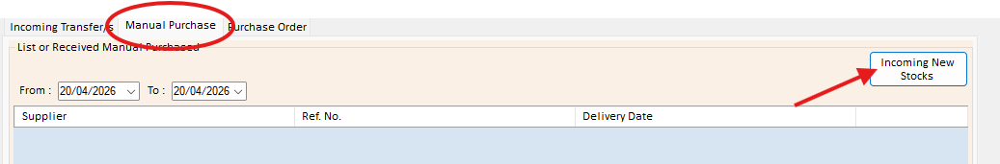 Incoming Transfer/s Manual Purchase Purchase Order
List or Received Manual Purchased
Incoming New
Stocks
From : 20/04/2026 To : 20/04/2026
Supplier Ref. No. Delivery Date